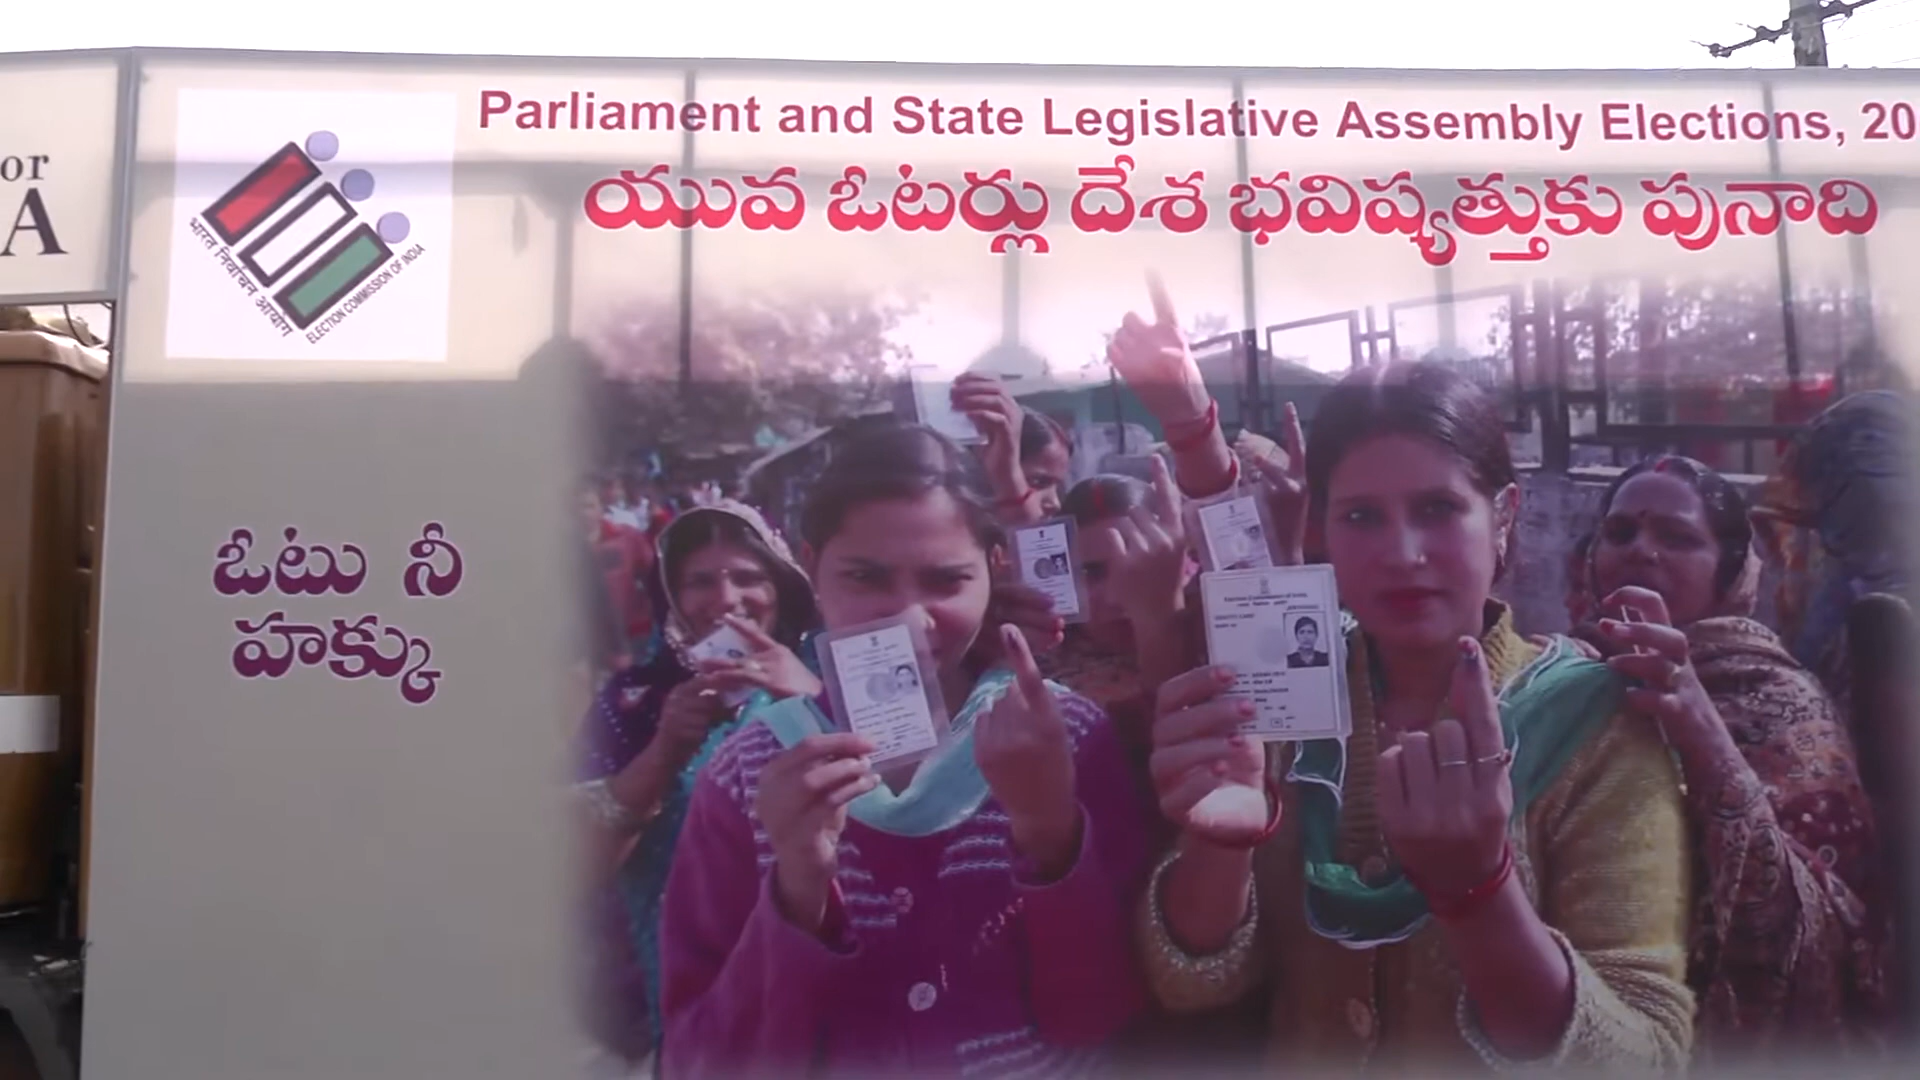 or
A
Parliament and State Legislative Assembly Elections, 20
యువ ఓటర్లు దేశ భవిష్యత్తుకు పునాది
भारत निर्वाचन आयोग
ELECTION COMMISSION OF INDIA
ఓటు నీ
హక్కు